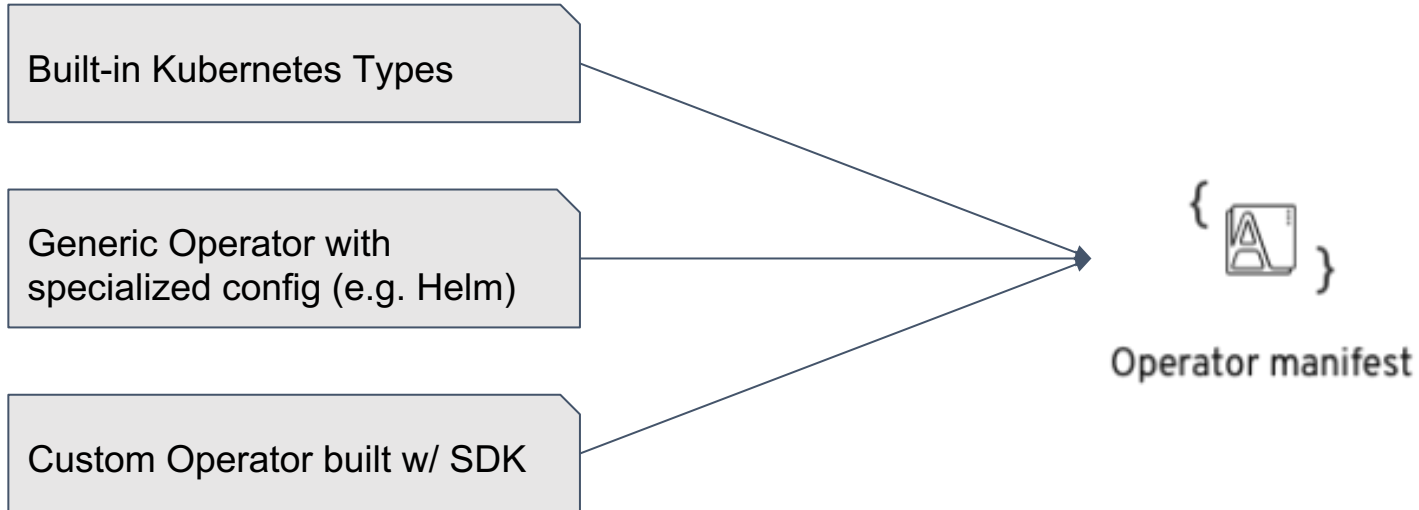 Built-in Kubernetes Types
Generic Operator with
specialized config (e.g. Helm)
Custom Operator built w/ SDK
{ A }
Operator manifest